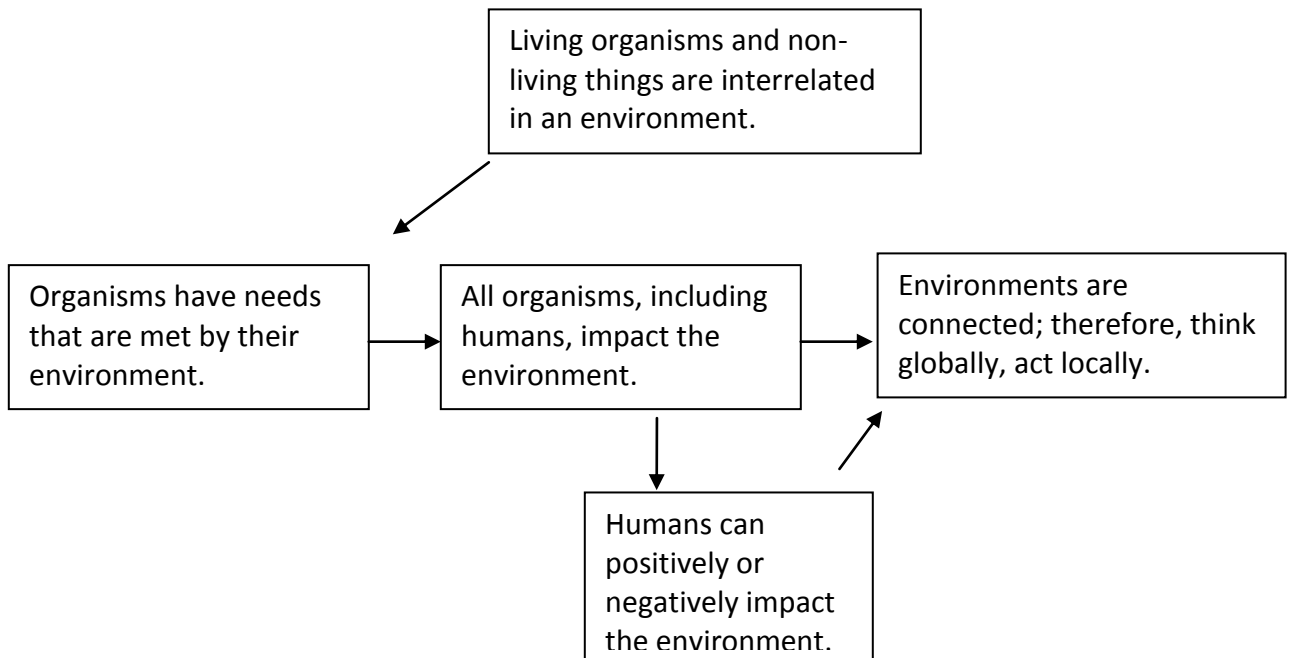 Living organisms and non-
living things are interrelated
in an environment.
Organisms have needs
that are met by their
environment.
All organisms, including
humans, impact the
environment.
Environments are
connected; therefore, think
globally, act locally.
Humans can
positively or
negatively impact
the environment.